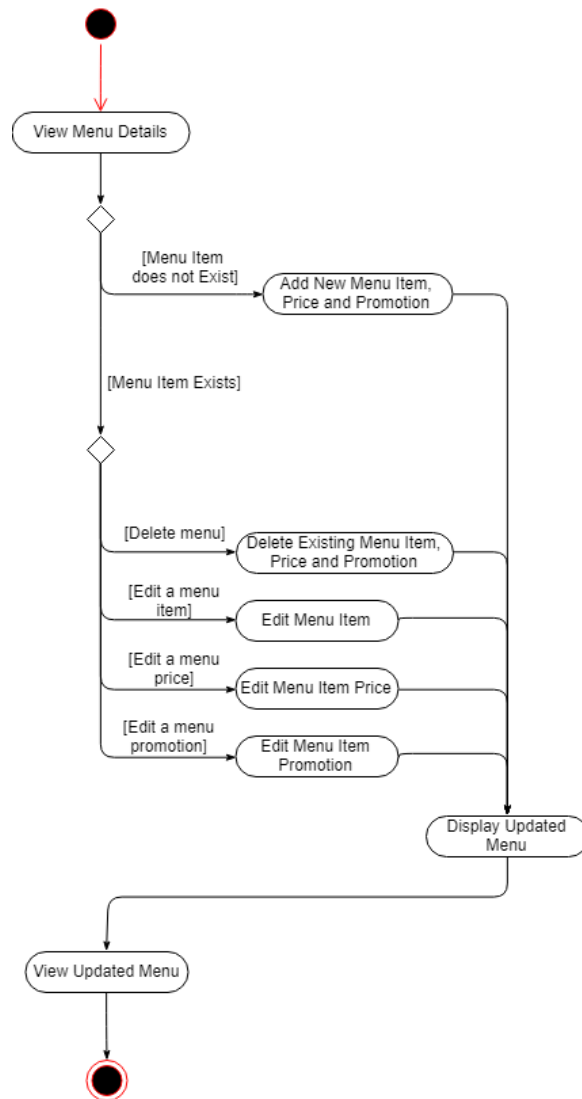 View Menu Details
[Menu Item
does not Exist]
Add New Menu Item,
Price and Promotion
[Menu Item Exists]
[Delete menu]
Delete Existing Menu Item,
Price and Promotion
[Edit a menu
item]
Edit Menu Item
[Edit a menu
price]
Edit Menu Item Price
[Edit a menu
promotion]
Edit Menu Item
Promotion
Display Updated
Menu
View Updated Menu